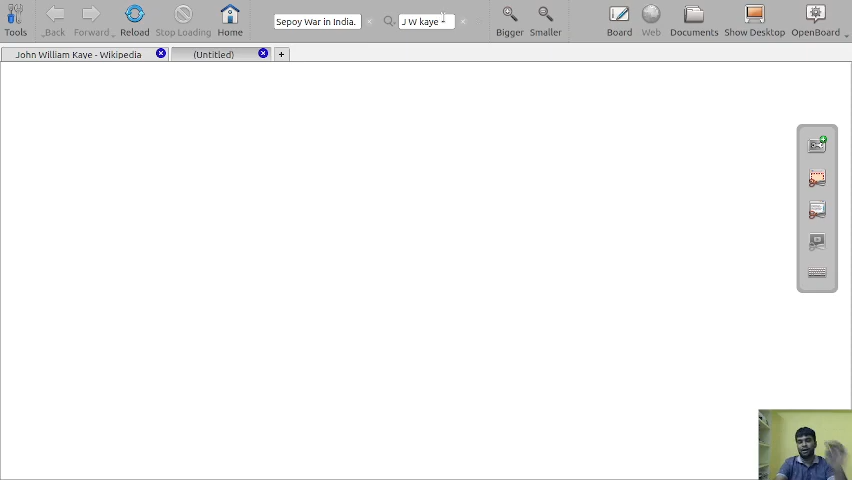 Tools
Back
Forward
Reload
Stop Loading
Home
Sepoy War in India.
J W kaye
Bigger
Smaller
Board
Web
Documents
Show Desktop
OpenBoard
John William Kaye - Wikipedia
(Untitled)
+